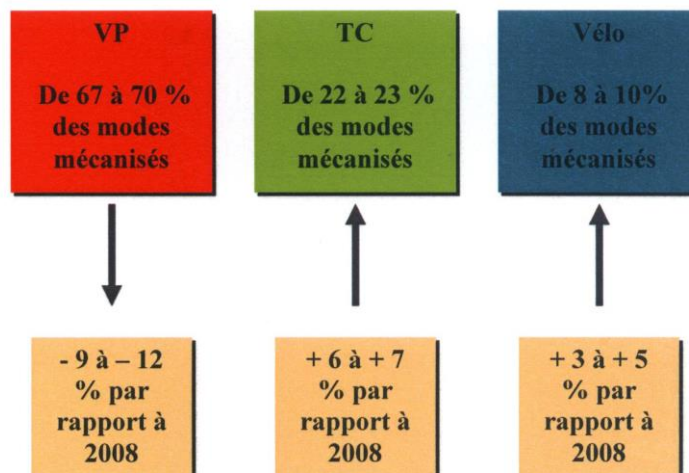 VP
De 67 à 70 %
des modes
mécanisés
TC
De 22 à 23 %
des modes
mécanisés
Vélo
De 8 à 10%
des modes
mécanisés
- 9 à – 12
% par
rapport à
2008
+ 6 à + 7
% par
rapport à
2008
+ 3 à + 5
% par
rapport à
2008